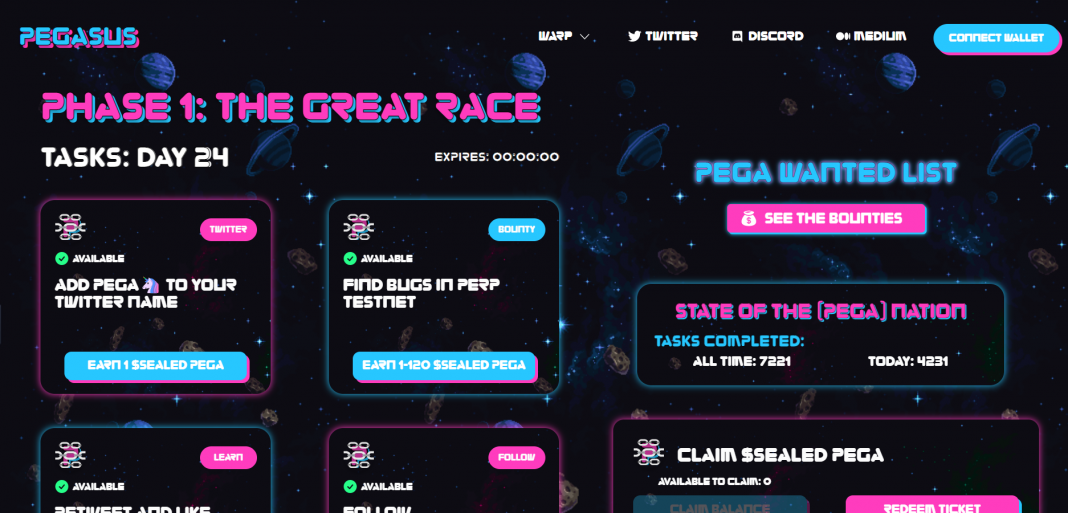 PEGASUS
WARP
TWITTER
DISCORD
MEDIUM
CONNECT WALLET
PHASE 1: THE GREAT RACE
TASKS: DAY 24
EXPIRES: 00:00:00
TWITTER
AVAILABLE
ADD PEGA 🦄 TO YOUR
TWITTER NAME
EARN 1 $SEALED PEGA
BOUNTY
AVAILABLE
FIND BUGS IN PERP
TESTNET
EARN 1-120 $SEALED PEGA
LEARN
AVAILABLE
RETWEET AND LIKE
FOLLOW
AVAILABLE
FOLLOW
PEGA WANTED LIST
SEE THE BOUNTIES
STATE OF THE (PEGA) NATION
TASKS COMPLETED:
ALL TIME: 7221
TODAY: 4231
CLAIM $SEALED PEGA
AVAILABLE TO CLAIM: 0
CLAIM BALANCE
REDEEM TICKET